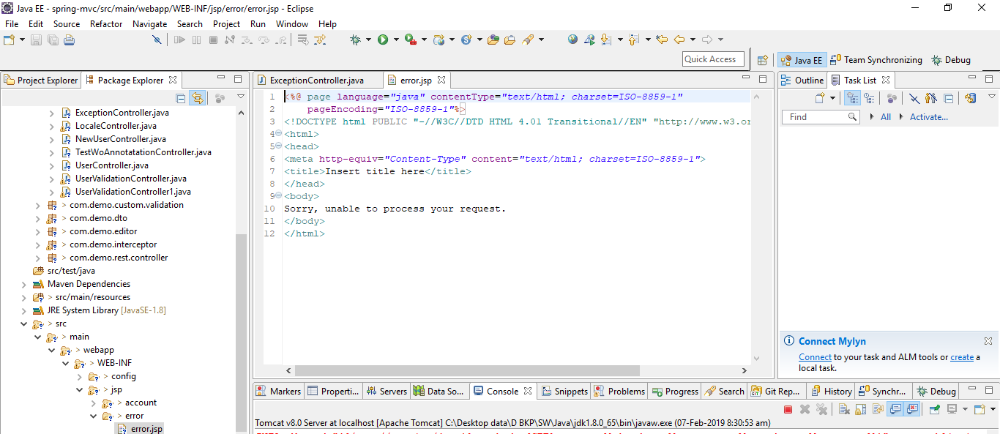 Java EE - spring-mvc/src/main/webapp/WEB-INF/jsp/error/error.jsp - Eclipse
File Edit Source Refactor Navigate Search Project Run Window Help
Quick Access
Java EE Team Synchronizing Debug
Project Explorer Package Explorer
> ExceptionController.java
> LocaleController.java
> NewUserController.java
> TestWoAnnotatationController.java
> UserController.java
> UserValidationController.java
> UserValidationController1.java
> com.demo.custom.validation
> com.demo.dto
> com.demo.editor
> com.demo.interceptor
> com.demo.rest.controller
src/test/java
Maven Dependencies
> src/main/resources
JRE System Library [JavaSE-1.8]
> src
> main
> webapp
> WEB-INF
> config
> jsp
> account
> error
error.jsp
ExceptionController.java error.jsp
1 <%@ page language="java" contentType="text/html; charset=ISO-8859-1"
2 pageEncoding="ISO-8859-1"%>
3 <!DOCTYPE html PUBLIC "-//W3C//DTD HTML 4.01 Transitional//EN" "http://www.w3.or
4 <html>
5 <head>
6 <meta http-equiv="Content-Type" content="text/html; charset=ISO-8859-1">
7 <title>Insert title here</title>
8 </head>
9 <body>
10 Sorry, unable to process your request.
11 </body>
12 </html>
Outline Task List
Find All Activate...
Connect Mylyn
Connect to your task and ALM tools or create a
local task.
Markers Properti... Servers Data So... Console Snippets Problems Progress Search Git Rep... History Synchr... Debug
Tomcat v8.0 Server at localhost [Apache Tomcat] C:\Desktop data\D BKP\SW\Java\jdk1.8.0_65\bin\javaw.exe (07-Feb-2019 8:30:53 am)